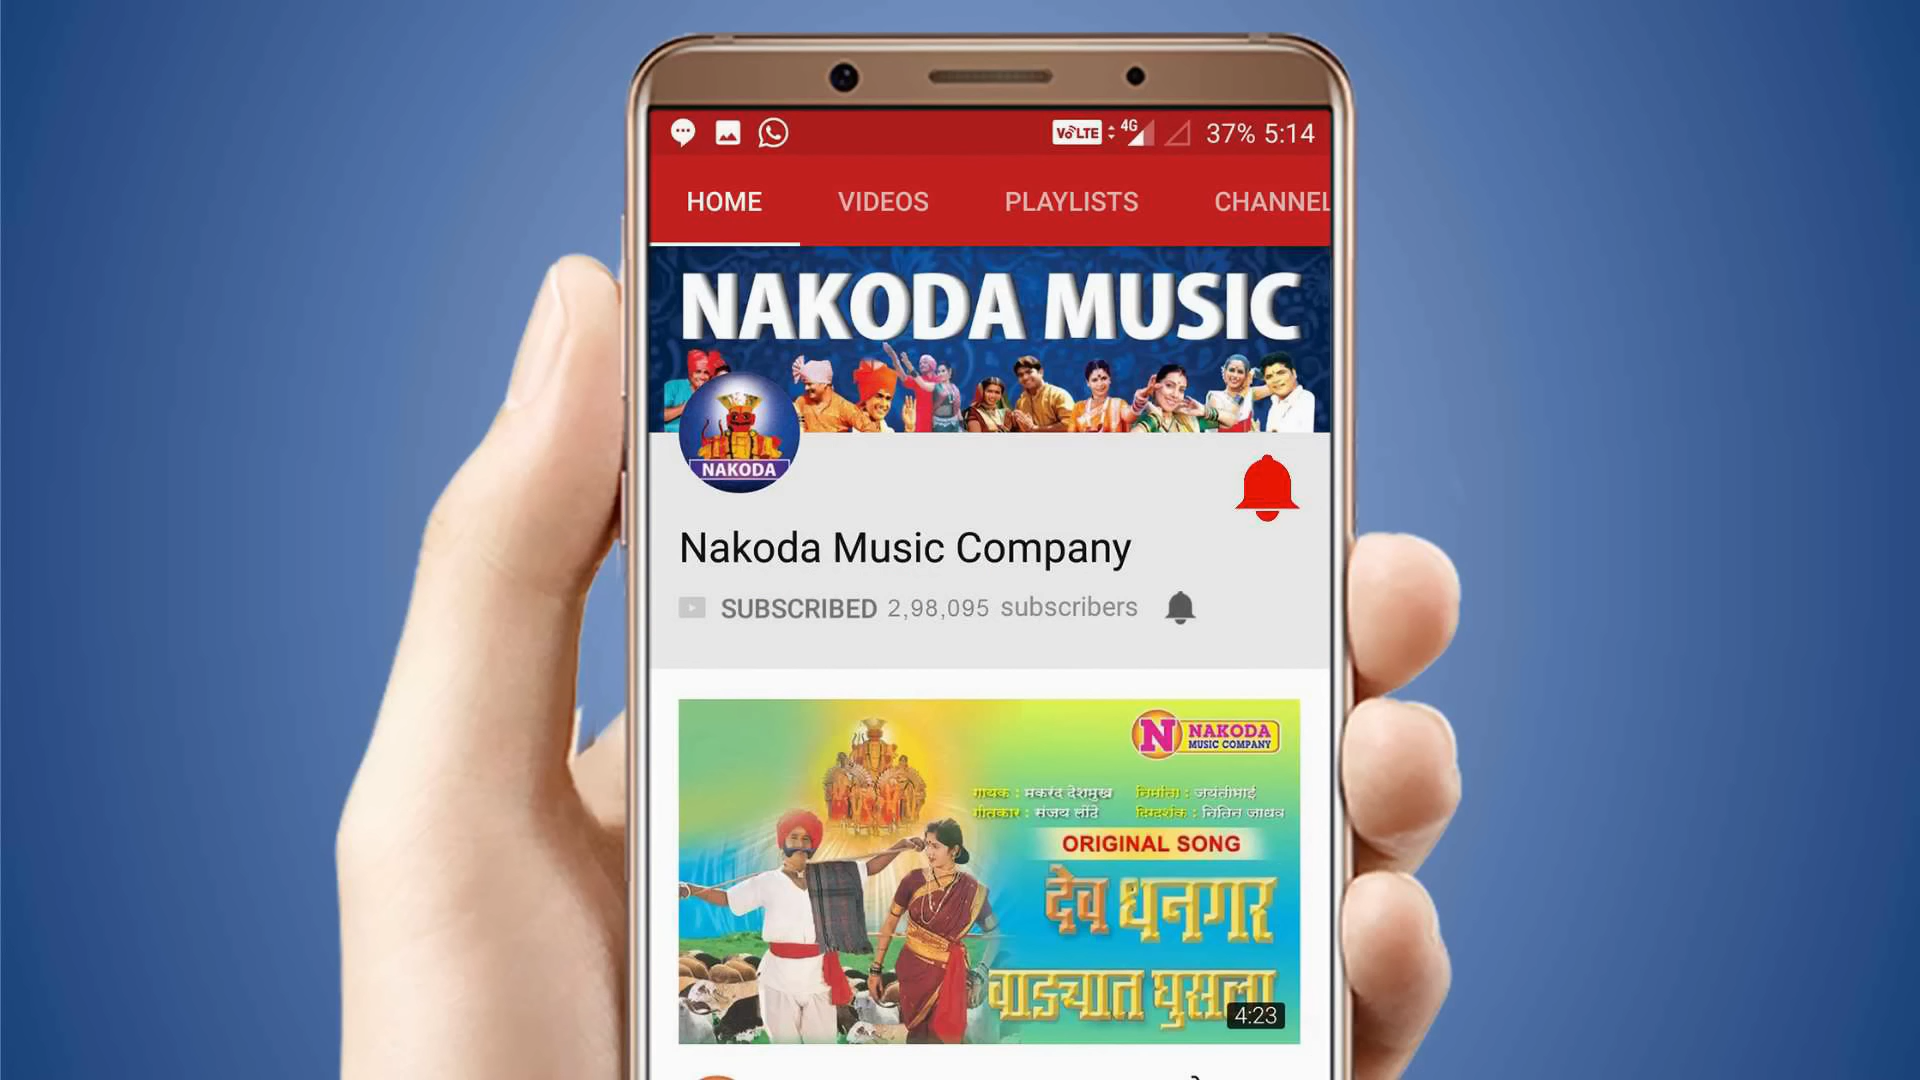 VoLTE 4G 37% 5:14
HOME VIDEOS PLAYLISTS CHANNEL
NAKODA MUSIC
NAKODA
Nakoda Music Company
SUBSCRIBED 2,98,095 subscribers
N NAKODA
MUSIC COMPANY
गायक : मकरंद देशमुख निर्माता : जयंतीभाई
गीतकार : संजय लोंढे दिग्दर्शक : नितिन जाधव
ORIGINAL SONG
देव धनगर
वाड्यात घुसला
4:23